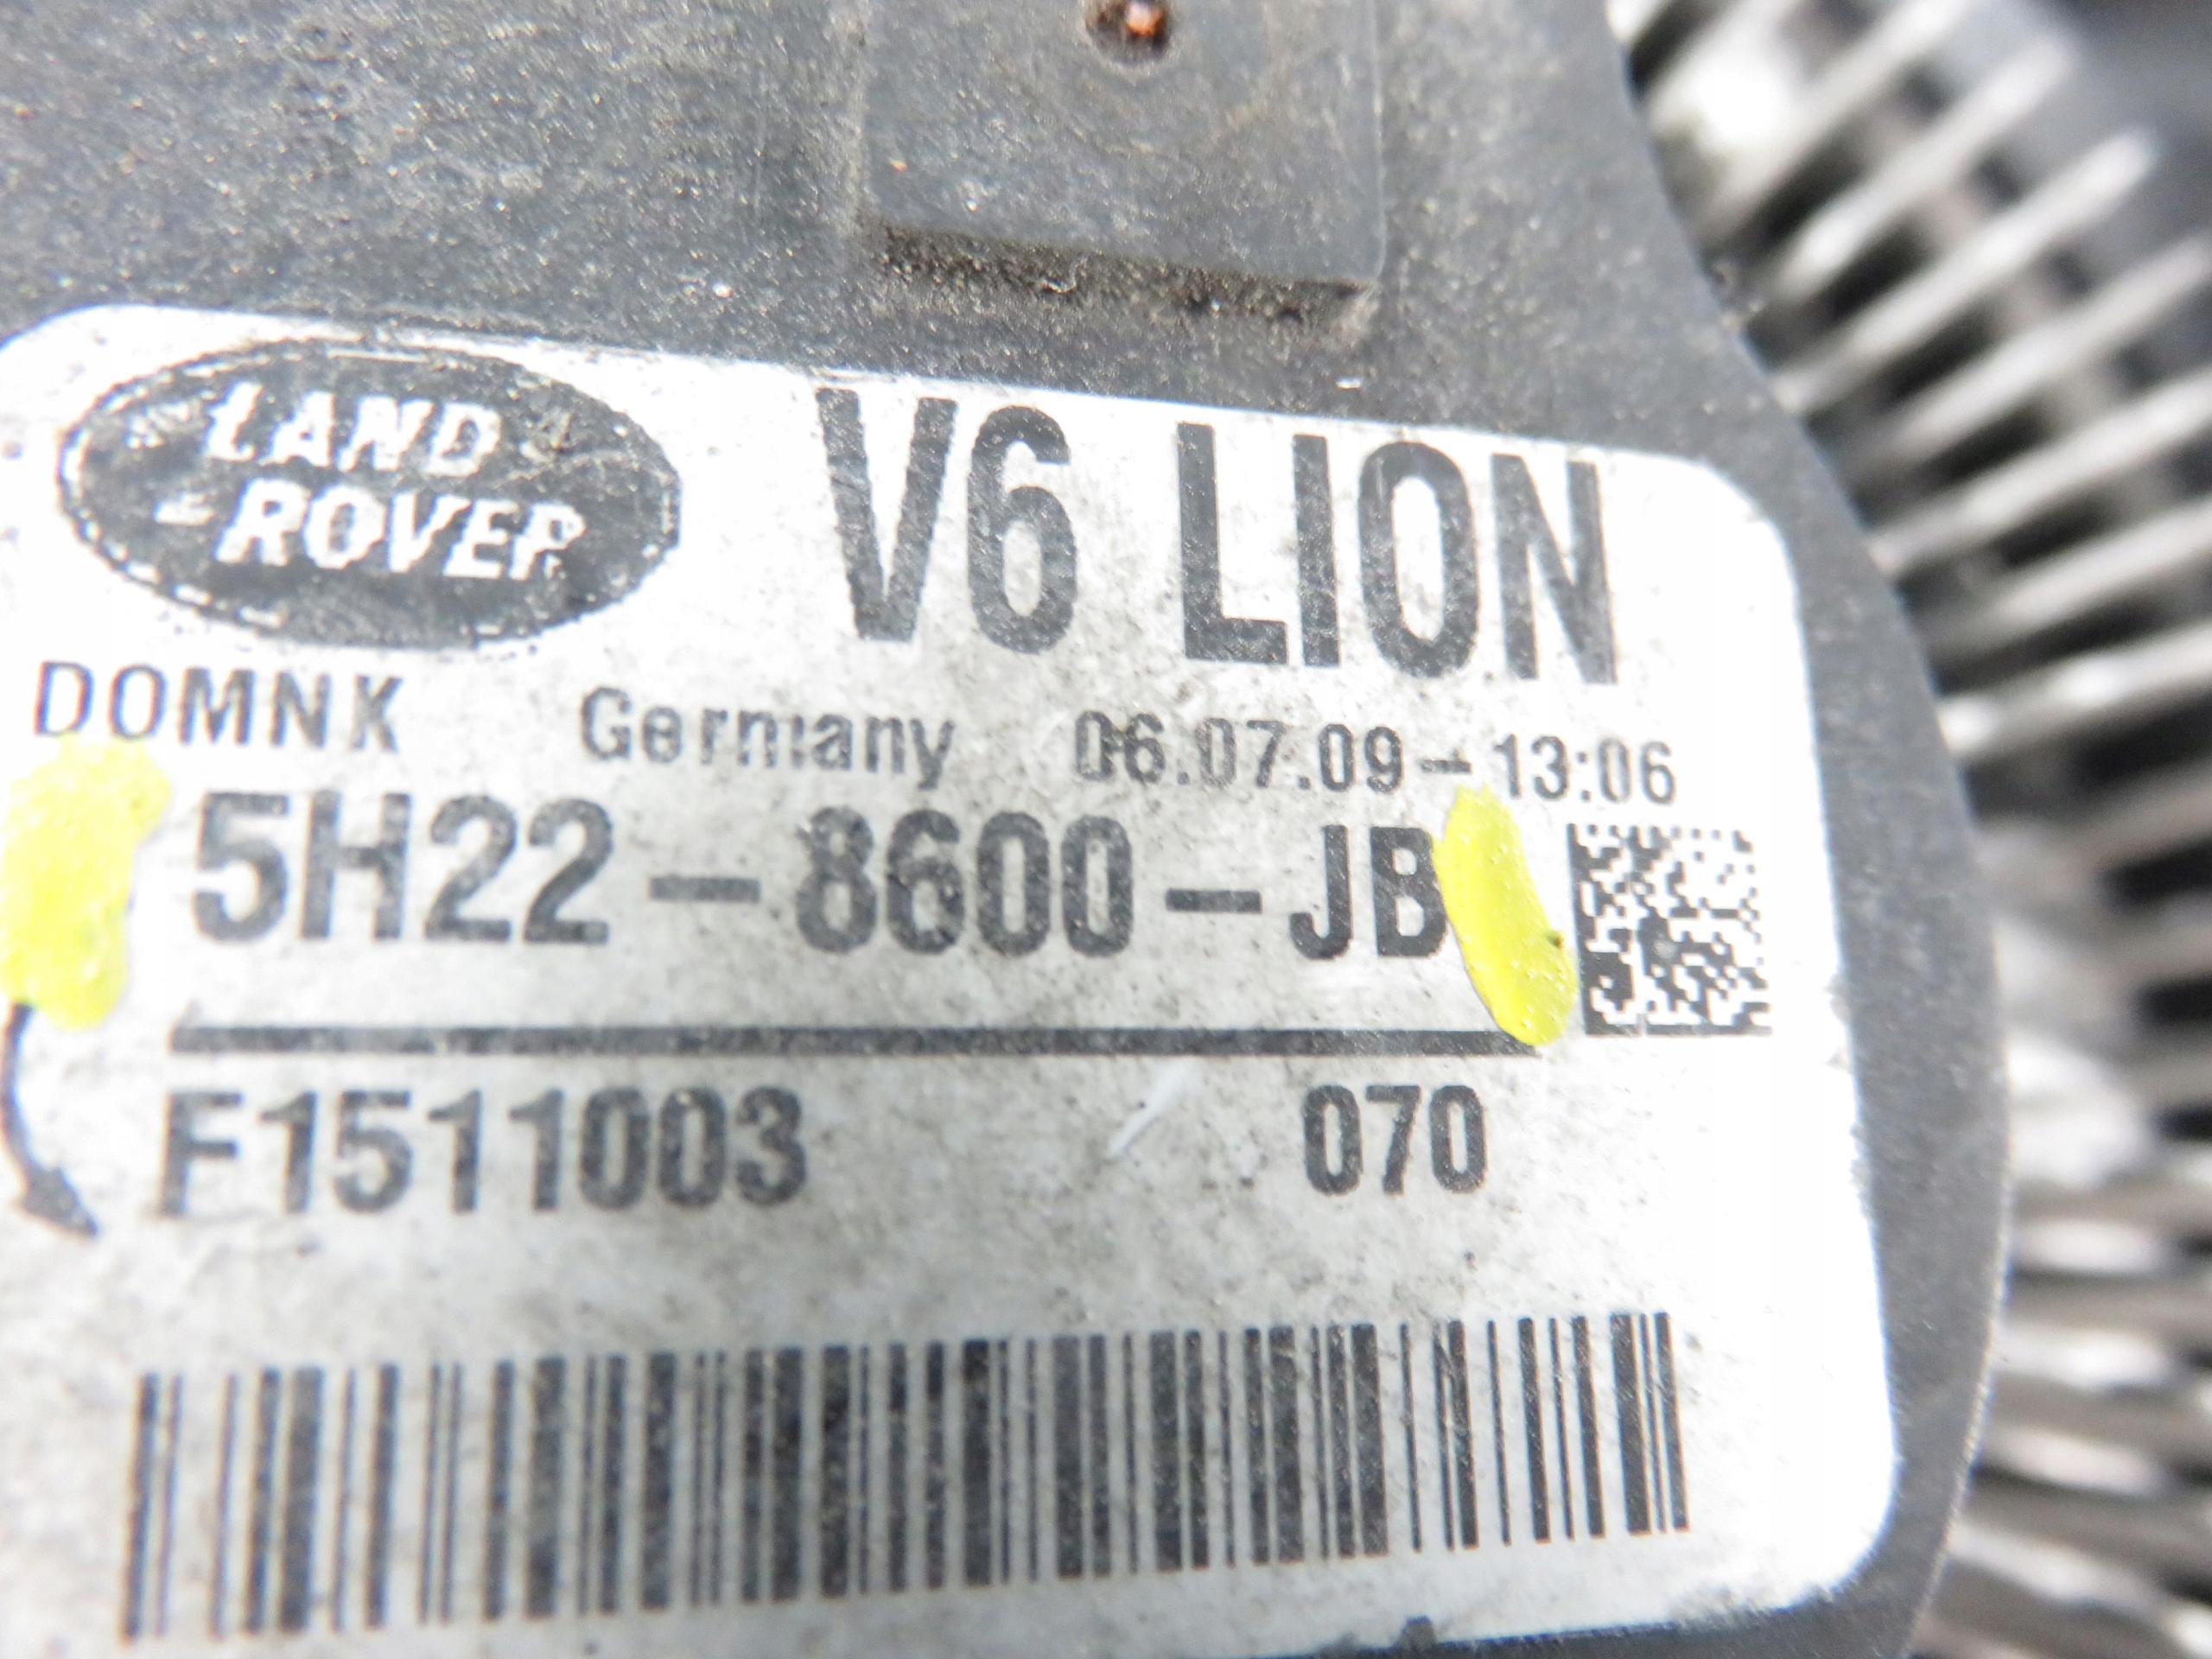 LAND
ROVER
V6 LION
DOMNK Germany 06.07.09-13:06
5H22-8600-JB
F1511003 070